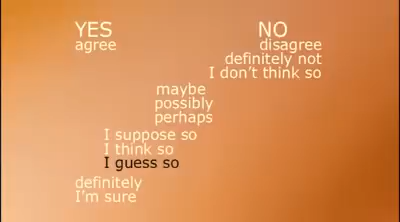 YES NO
agree disagree
definitely not
I don't think so
maybe
possibly
perhaps
I suppose so
I think so
I guess so
definitely
I'm sure